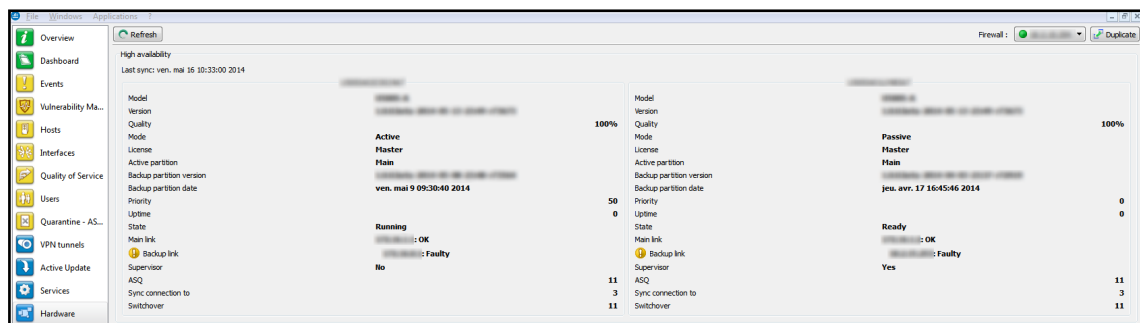 File Windows Applications ?
Overview
Dashboard
Events
Vulnerability Ma...
Hosts
Interfaces
Quality of Service
Users
Quarantine - AS...
VPN tunnels
Active Update
Services
Hardware
Refresh
Firewall :
Duplicate
High availability
Last sync: ven. mai 16 10:33:00 2014
Model
Version
Quality 100%
Mode Active
License Master
Active partition Main
Backup partition version
Backup partition date ven. mai 9 09:30:40 2014
Priority 50
Uptime 0
State Running
Main link : OK
Backup link : Faulty
Supervisor No
ASQ 11
Sync connection to 3
Switchover 11
Model
Version
Quality 100%
Mode Passive
License Master
Active partition Main
Backup partition version
Backup partition date jeu. avr. 17 16:45:46 2014
Priority 0
Uptime 0
State Ready
Main link : OK
Backup link : Faulty
Supervisor Yes
ASQ 11
Sync connection to 3
Switchover 11